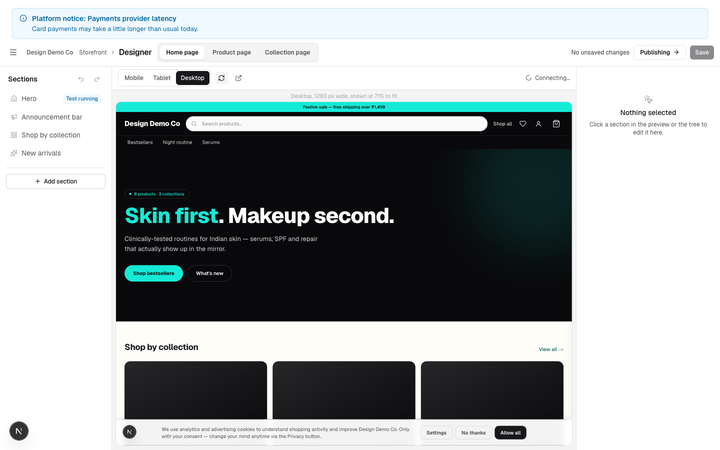 Platform notice: Payments provider latency
Card payments may take a little longer than usual today.
Design Demo Co Storefront > Designer
Home page Product page Collection page
No unsaved changes Publishing → Save
Sections
Hero Test running
Announcement bar
Shop by collection
New arrivals
+ Add section
Mobile Tablet Desktop
Connecting…
Desktop, 1280 px wide, shown at 71% to fit
Festive sale — free shipping over ₹1,499
Design Demo Co Search products… Shop all
Bestsellers Night routine Serums
8 products · 3 collections
Skin first. Makeup second.
Clinically-tested routines for Indian skin — serums, SPF and repair
that actually show up in the mirror.
Shop bestsellers What's new
Shop by collection
View all →
We use analytics and advertising cookies to understand shopping activity and improve Design Demo Co. Only
with your consent — change your mind anytime via the Privacy button.
Settings No thanks Allow all
Nothing selected
Click a section in the preview or the tree to
edit it here.
N
N